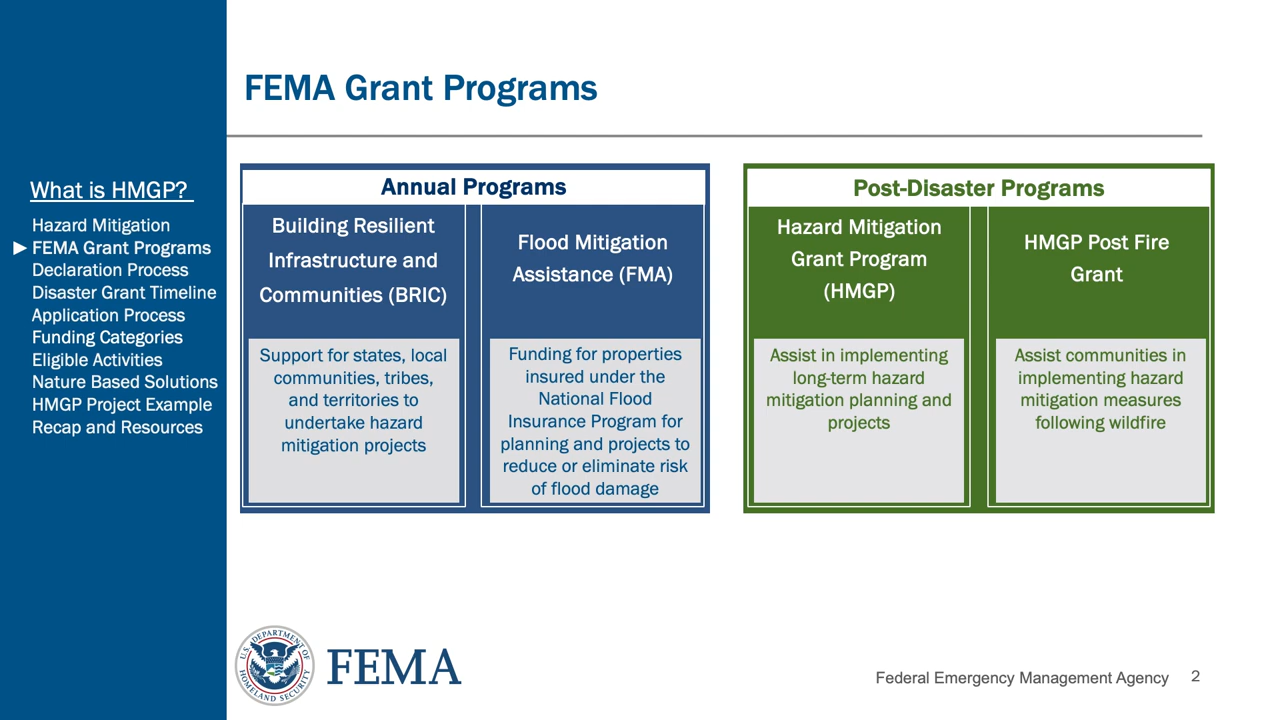 FEMA Grant Programs
What is HMGP?
Hazard Mitigation
▶ FEMA Grant Programs
Declaration Process
Disaster Grant Timeline
Application Process
Funding Categories
Eligible Activities
Nature Based Solutions
HMGP Project Example
Recap and Resources
Annual Programs
Building Resilient
Infrastructure and
Communities (BRIC)
Support for states, local
communities, tribes,
and territories to
undertake hazard
mitigation projects
Flood Mitigation
Assistance (FMA)
Funding for properties
insured under the
National Flood
Insurance Program for
planning and projects to
reduce or eliminate risk
of flood damage
Post-Disaster Programs
Hazard Mitigation
Grant Program
(HMGP)
Assist in implementing
long-term hazard
mitigation planning and
projects
HMGP Post Fire
Grant
Assist communities in
implementing hazard
mitigation measures
following wildfire
U.S. DEPARTMENT OF
HOMELAND SECURITY
FEMA
Federal Emergency Management Agency 2